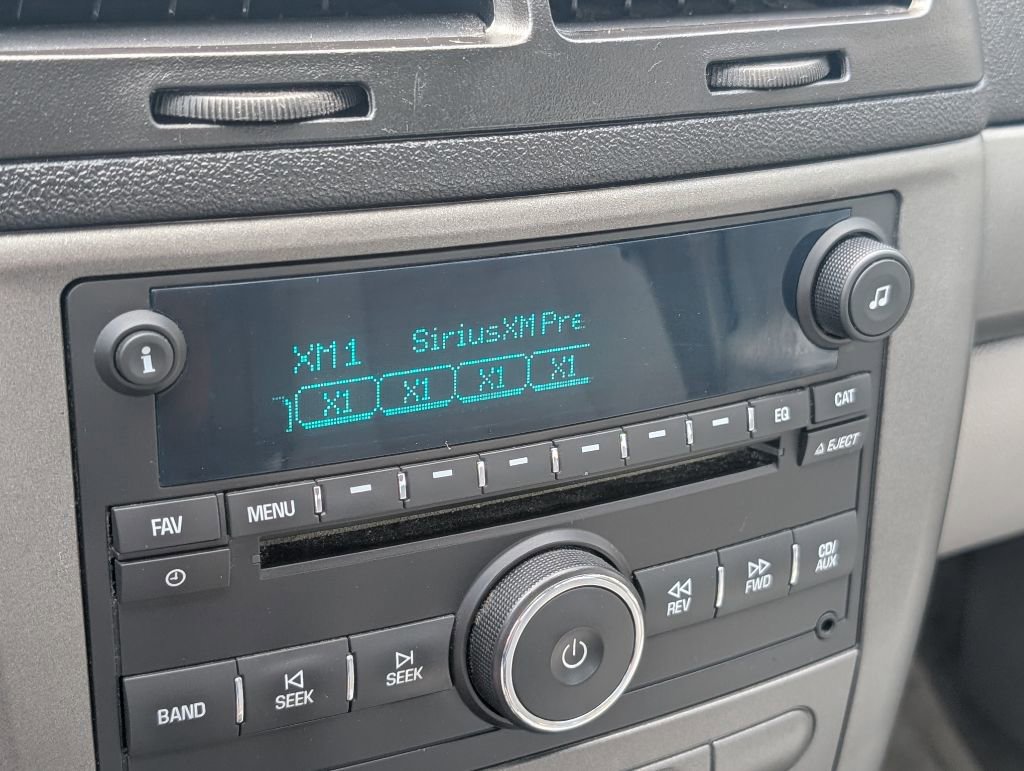 i
XM1 SiriusXM Pre
X1 X1 X1 X1
EQ CAT
FAV MENU
EJECT
REV FWD CD/AUX
SEEK SEEK
BAND